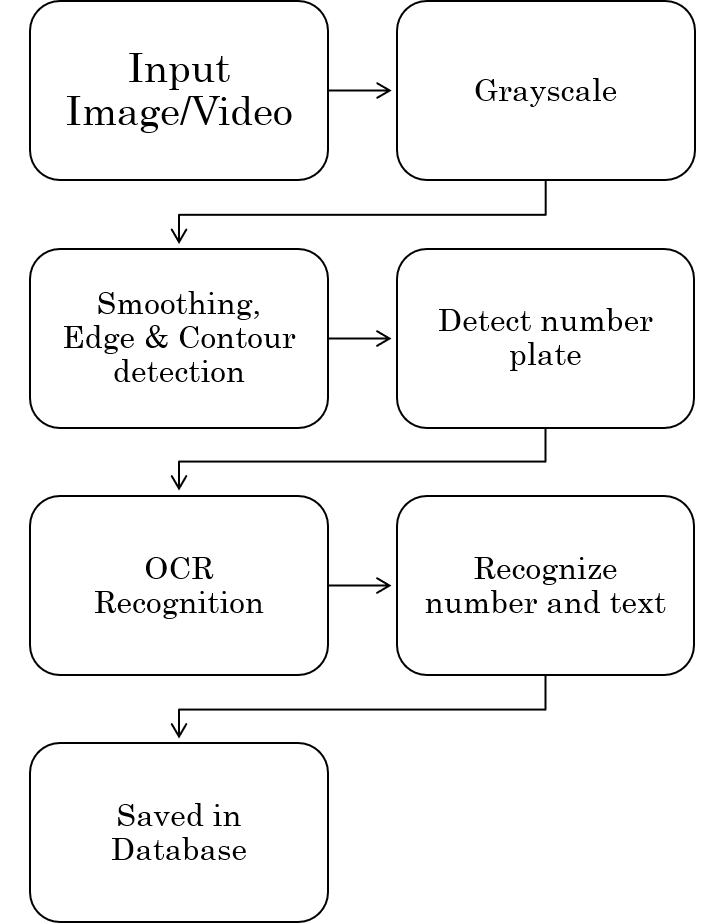 Input
Image/Video
Grayscale
Smoothing,
Edge & Contour
detection
Detect number
plate
OCR
Recognition
Recognize
number and text
Saved in
Database